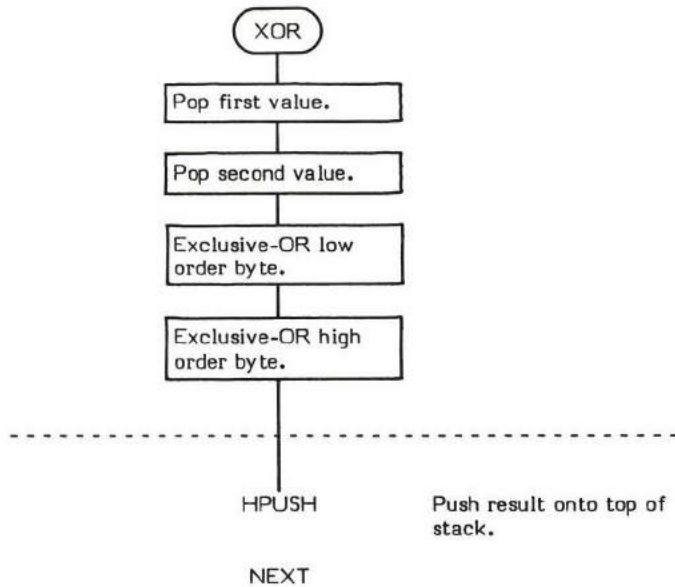 XOR
Pop first value.
Pop second value.
Exclusive-OR low
order byte.
Exclusive-OR high
order byte.
HPUSH
Push result onto top of
stack.
NEXT